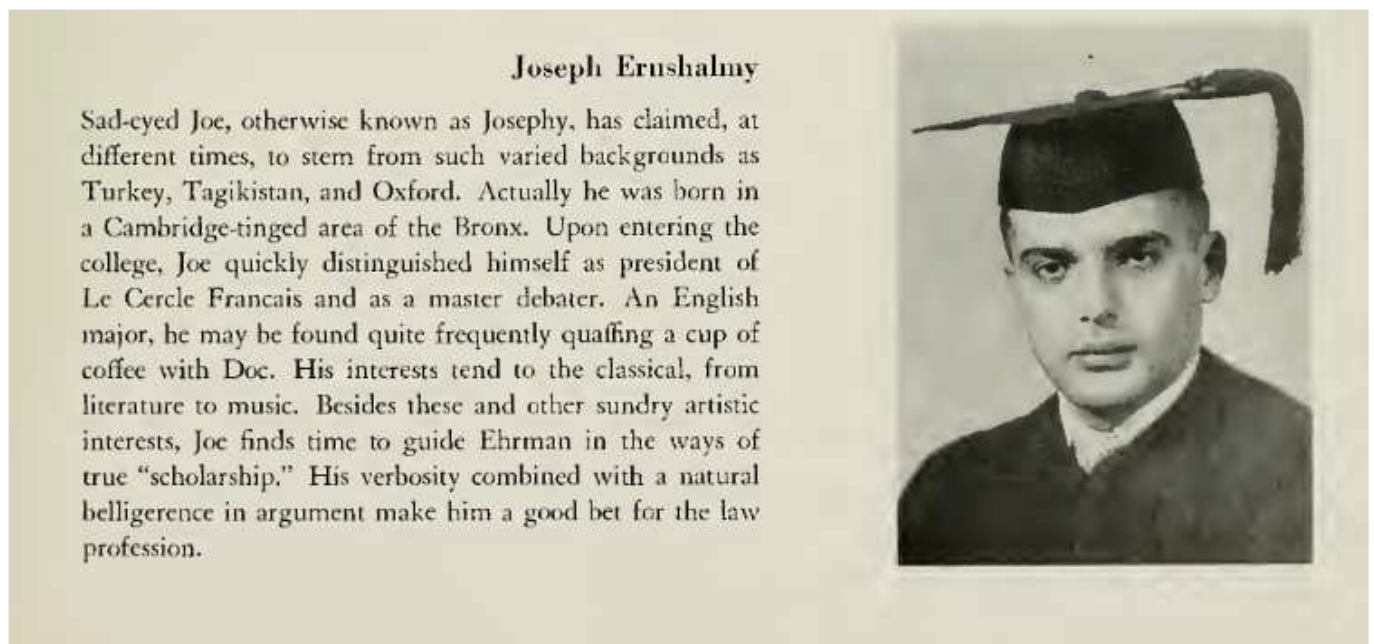 Joseph Erushalmy
Sad-eyed Joe, otherwise known as Josephy, has claimed, at
different times, to stem from such varied backgrounds as
Turkey, Tagikistan, and Oxford. Actually he was born in
a Cambridge-tinged area of the Bronx. Upon entering the
college, Joe quickly distinguished himself as president of
Le Cercle Francais and as a master debater. An English
major, he may be found quite frequently quaffing a cup of
coffee with Doc. His interests tend to the classical, from
literature to music. Besides these and other sundry artistic
interests, Joe finds time to guide Ehrman in the ways of
true “scholarship.” His verbosity combined with a natural
belligerence in argument make him a good bet for the law
profession.